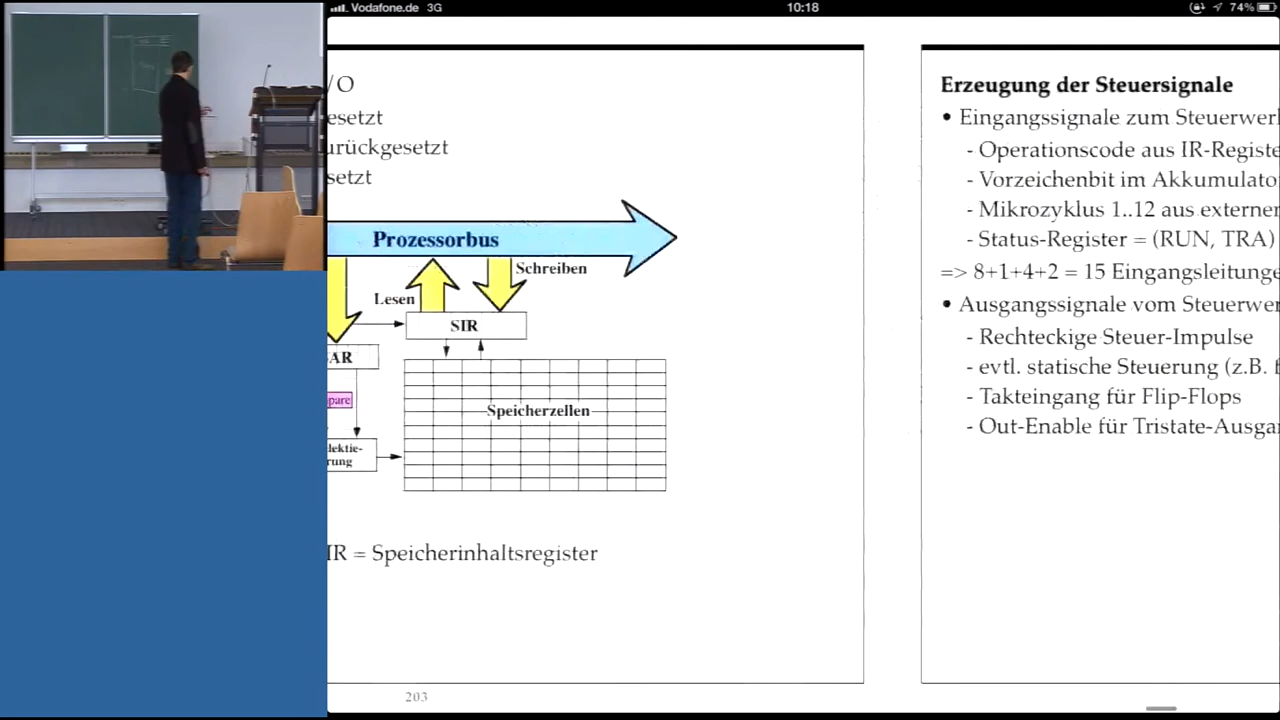 Vodafone.de 3G
10:18
74%
/O
esetzt
urückgesetzt
setzt
Prozessorbus
Schreiben
Lesen
SIR
AR
pare
Speicherzellen
lektie-
rung
IR = Speicherinhaltsregister
203
Erzeugung der Steuersignale
• Eingangssignale zum Steuerwerk
- Operationscode aus IR-Registe
- Vorzeichenbit im Akkumulato
- Mikrozyklus 1..12 aus externer
- Status-Register = (RUN, TRA)
=> 8+1+4+2 = 15 Eingangsleitunge
• Ausgangssignale vom Steuerwer
- Rechteckige Steuer-Impulse
- evtl. statische Steuerung (z.B. f
- Takteingang für Flip-Flops
- Out-Enable für Tristate-Ausga